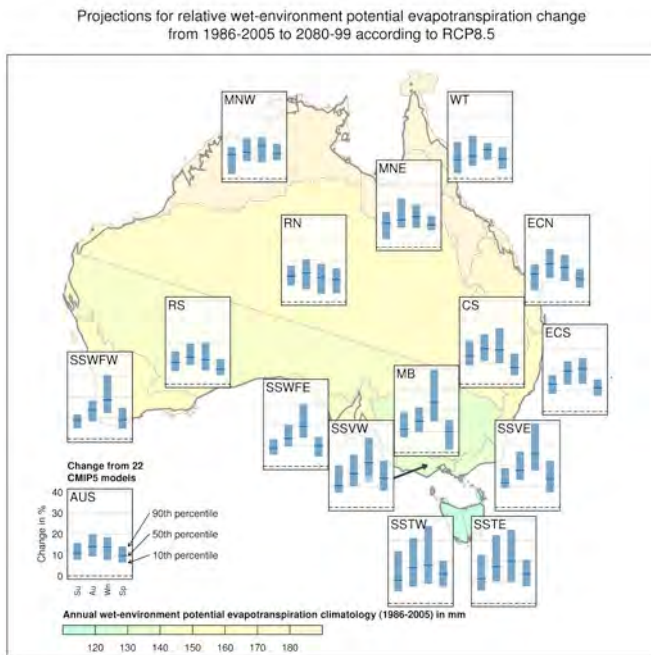 Projections for relative wet-environment potential evapotranspiration change
from 1986-2005 to 2080-99 according to RCP8.5
MNW
WT
MNE
RN
ECN
RS
CS
ECS
SSWFW
MB
SSWFE
SSVW
SSVE
Change from 22
CMIP5 models
AUS
40
30
20
10
0
Change in %
90th percentile
50th percentile
10th percentile
Su Au Wn Sp
SSTW
SSTE
Annual wet-environment potential evapotranspiration climatology (1986-2005) in mm
120 130 140 150 160 170 180